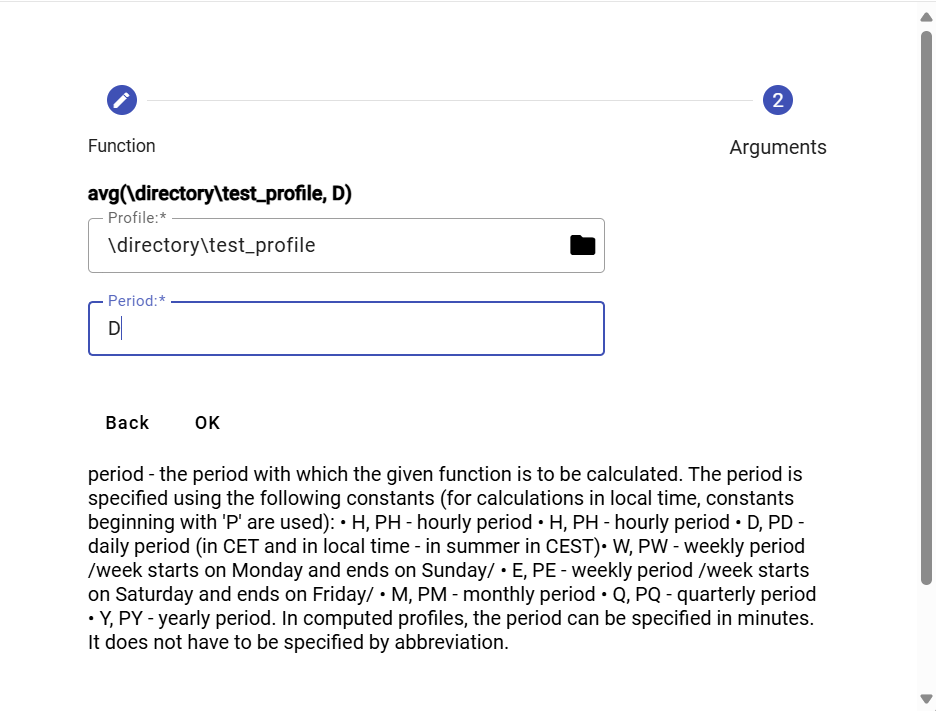 2
Function
Arguments
avg(\directory\test_profile, D)
Profile:*
\directory\test_profile
Period:*
D
Back OK
period - the period with which the given function is to be calculated. The period is
specified using the following constants (for calculations in local time, constants
beginning with 'P' are used): • H, PH - hourly period • H, PH - hourly period • D, PD -
daily period (in CET and in local time - in summer in CEST)• W, PW - weekly period
/week starts on Monday and ends on Sunday/ • E, PE - weekly period /week starts
on Saturday and ends on Friday/ • M, PM - monthly period • Q, PQ - quarterly period
• Y, PY - yearly period. In computed profiles, the period can be specified in minutes.
It does not have to be specified by abbreviation.